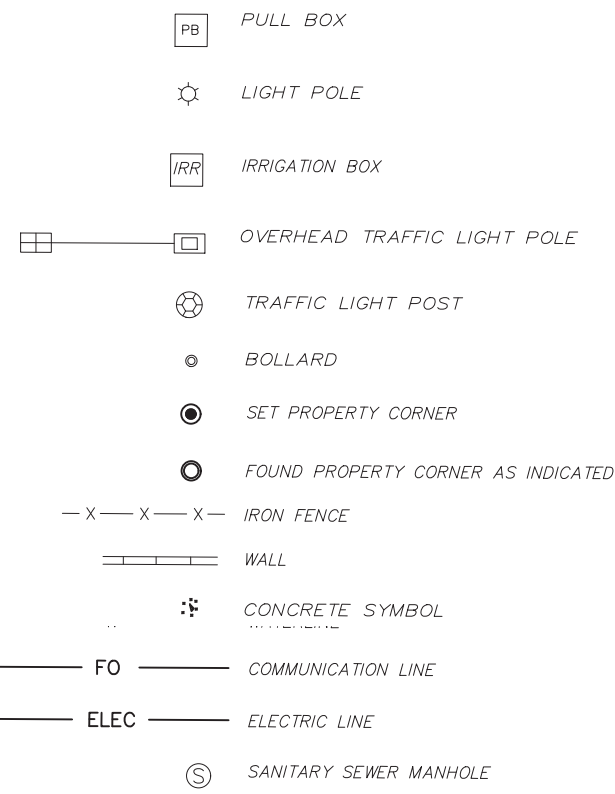 PB PULL BOX
LIGHT POLE
IRR IRRIGATION BOX
OVERHEAD TRAFFIC LIGHT POLE
TRAFFIC LIGHT POST
BOLLARD
SET PROPERTY CORNER
FOUND PROPERTY CORNER AS INDICATED
X X X IRON FENCE
WALL
CONCRETE SYMBOL
FO COMMUNICATION LINE
ELEC ELECTRIC LINE
S SANITARY SEWER MANHOLE